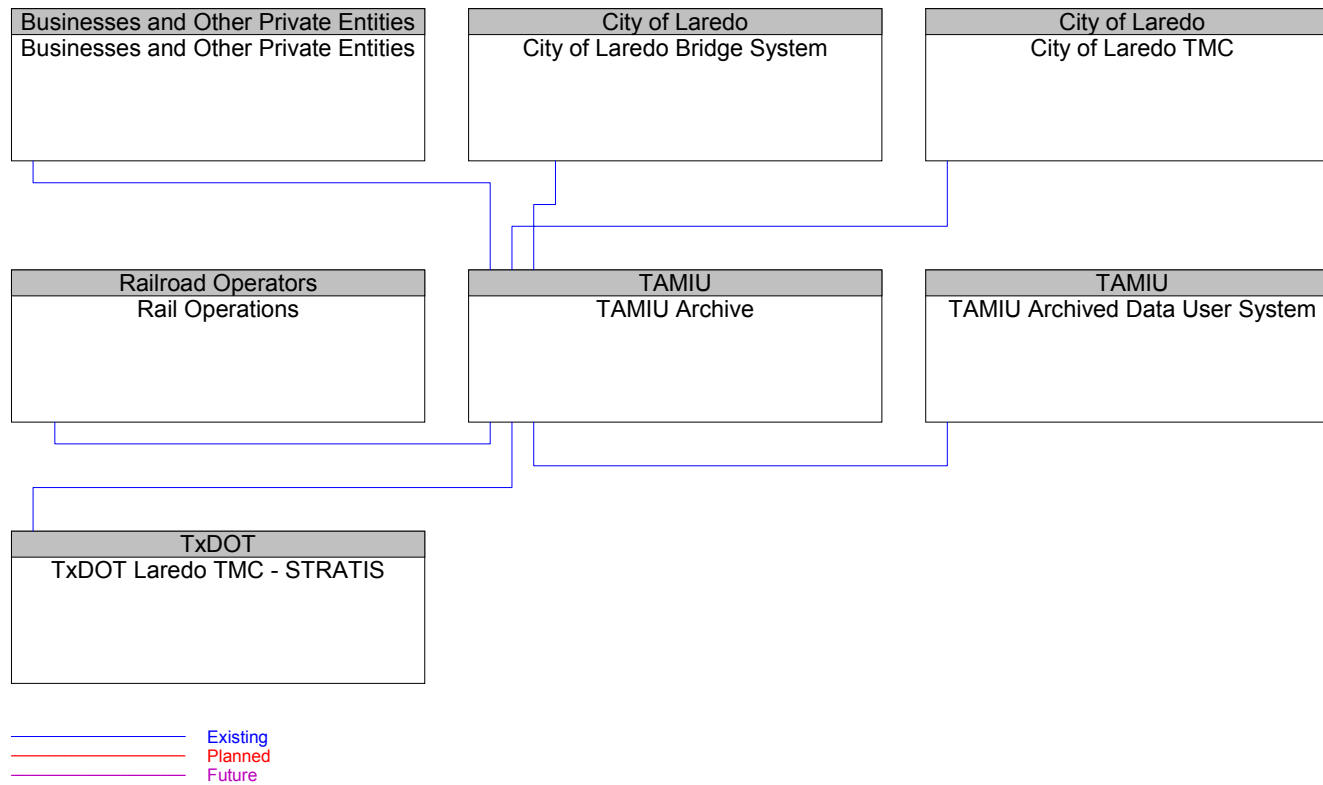 Businesses and Other Private Entities
Businesses and Other Private Entities
City of Laredo
City of Laredo Bridge System
City of Laredo
City of Laredo TMC
Railroad Operators
Rail Operations
TAMIU
TAMIU Archive
TAMIU
TAMIU Archived Data User System
TxDOT
TxDOT Laredo TMC - STRATIS
Existing
Planned
Future